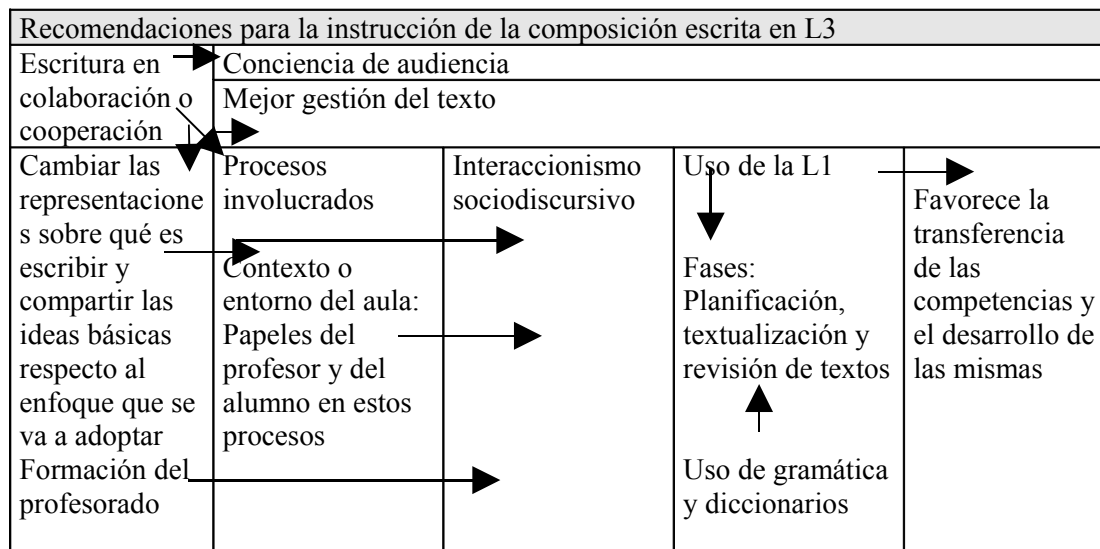 Recomendaciones para la instrucción de la composición escrita en L3
Escritura en
colaboración o
cooperación
Conciencia de audiencia
Mejor gestión del texto
Cambiar las
representacione
s sobre qué es
escribir y
compartir las
ideas básicas
respecto al
enfoque que se
va a adoptar
Formación del
profesorado
Procesos
involucrados
Contexto o
entorno del aula:
Papeles del
profesor y del
alumno en estos
procesos
Interaccionismo
sociodiscursivo
Uso de la L1
Fases:
Planificación,
textualización y
revisión de textos
Uso de gramática
y diccionarios
Favorece la
transferencia
de las
competencias y
el desarrollo de
las mismas